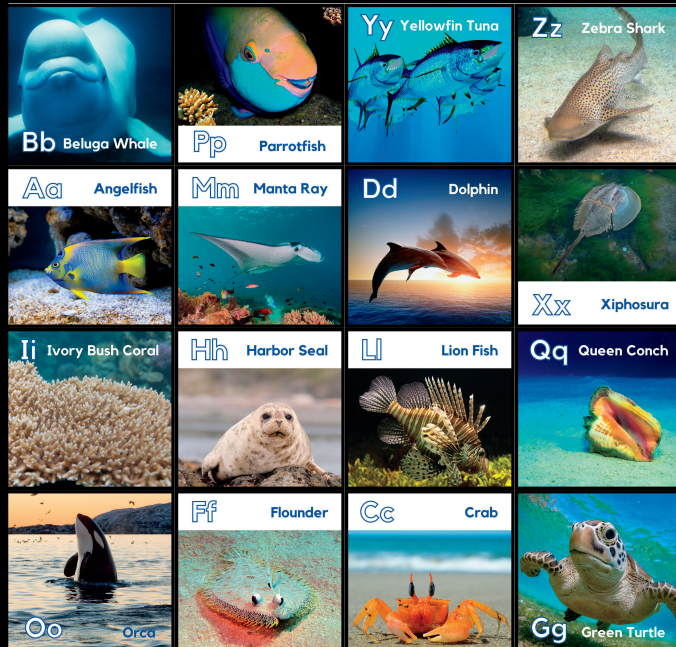 Bb Beluga Whale
Pp Parrotfish
Yy Yellowfin Tuna
Zz Zebra Shark
Aa Angelfish
Mm Manta Ray
Dd Dolphin
Xx Xiphosura
Ii Ivory Bush Coral
Hh Harbor Seal
Ll Lion Fish
Qq Queen Conch
Oo Orca
Ff Flounder
Cc Crab
Gg Green Turtle